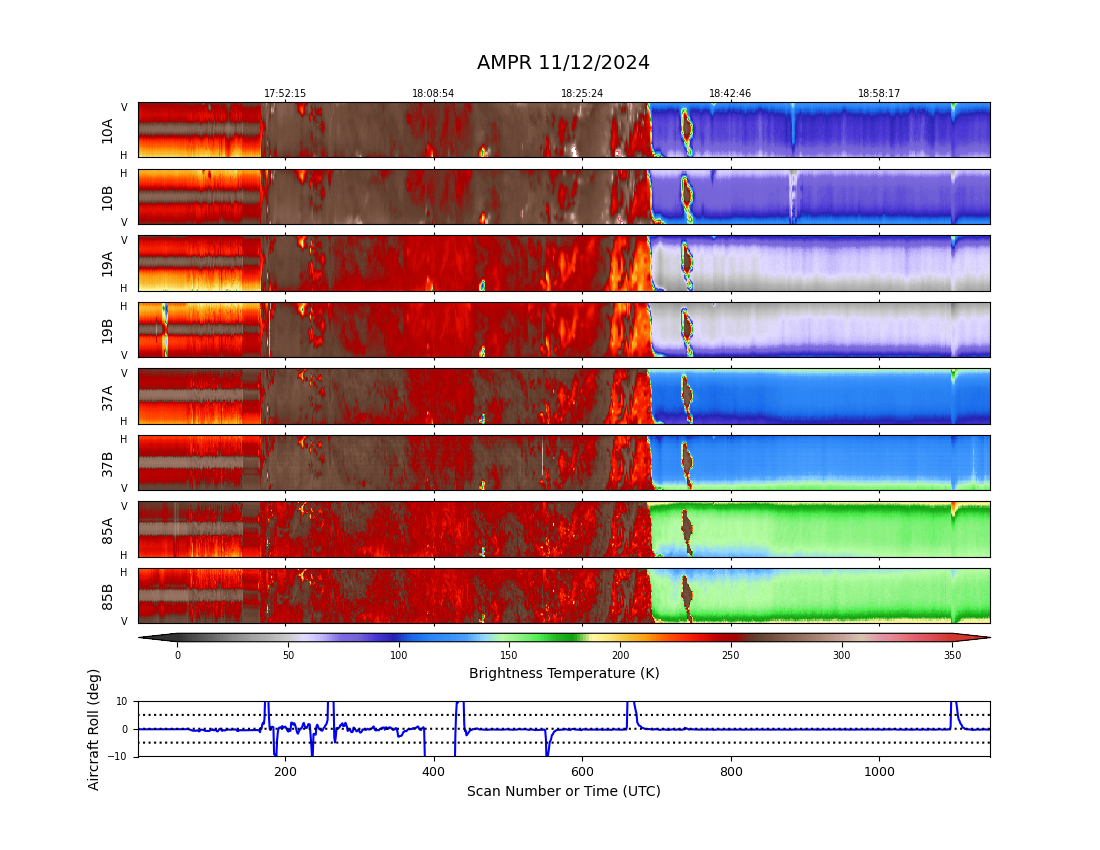 AMPR 11/12/2024
17:52:15 18:08:54 18:25:24 18:42:46 18:58:17
V
10A
H
H
10B
V
V
19A
H
H
19B
V
V
37A
H
H
37B
V
V
85A
H
H
85B
V
0 50 100 150 200 250 300 350
Brightness Temperature (K)
Aircraft Roll (deg)
10
0
−10
200 400 600 800 1000
Scan Number or Time (UTC)